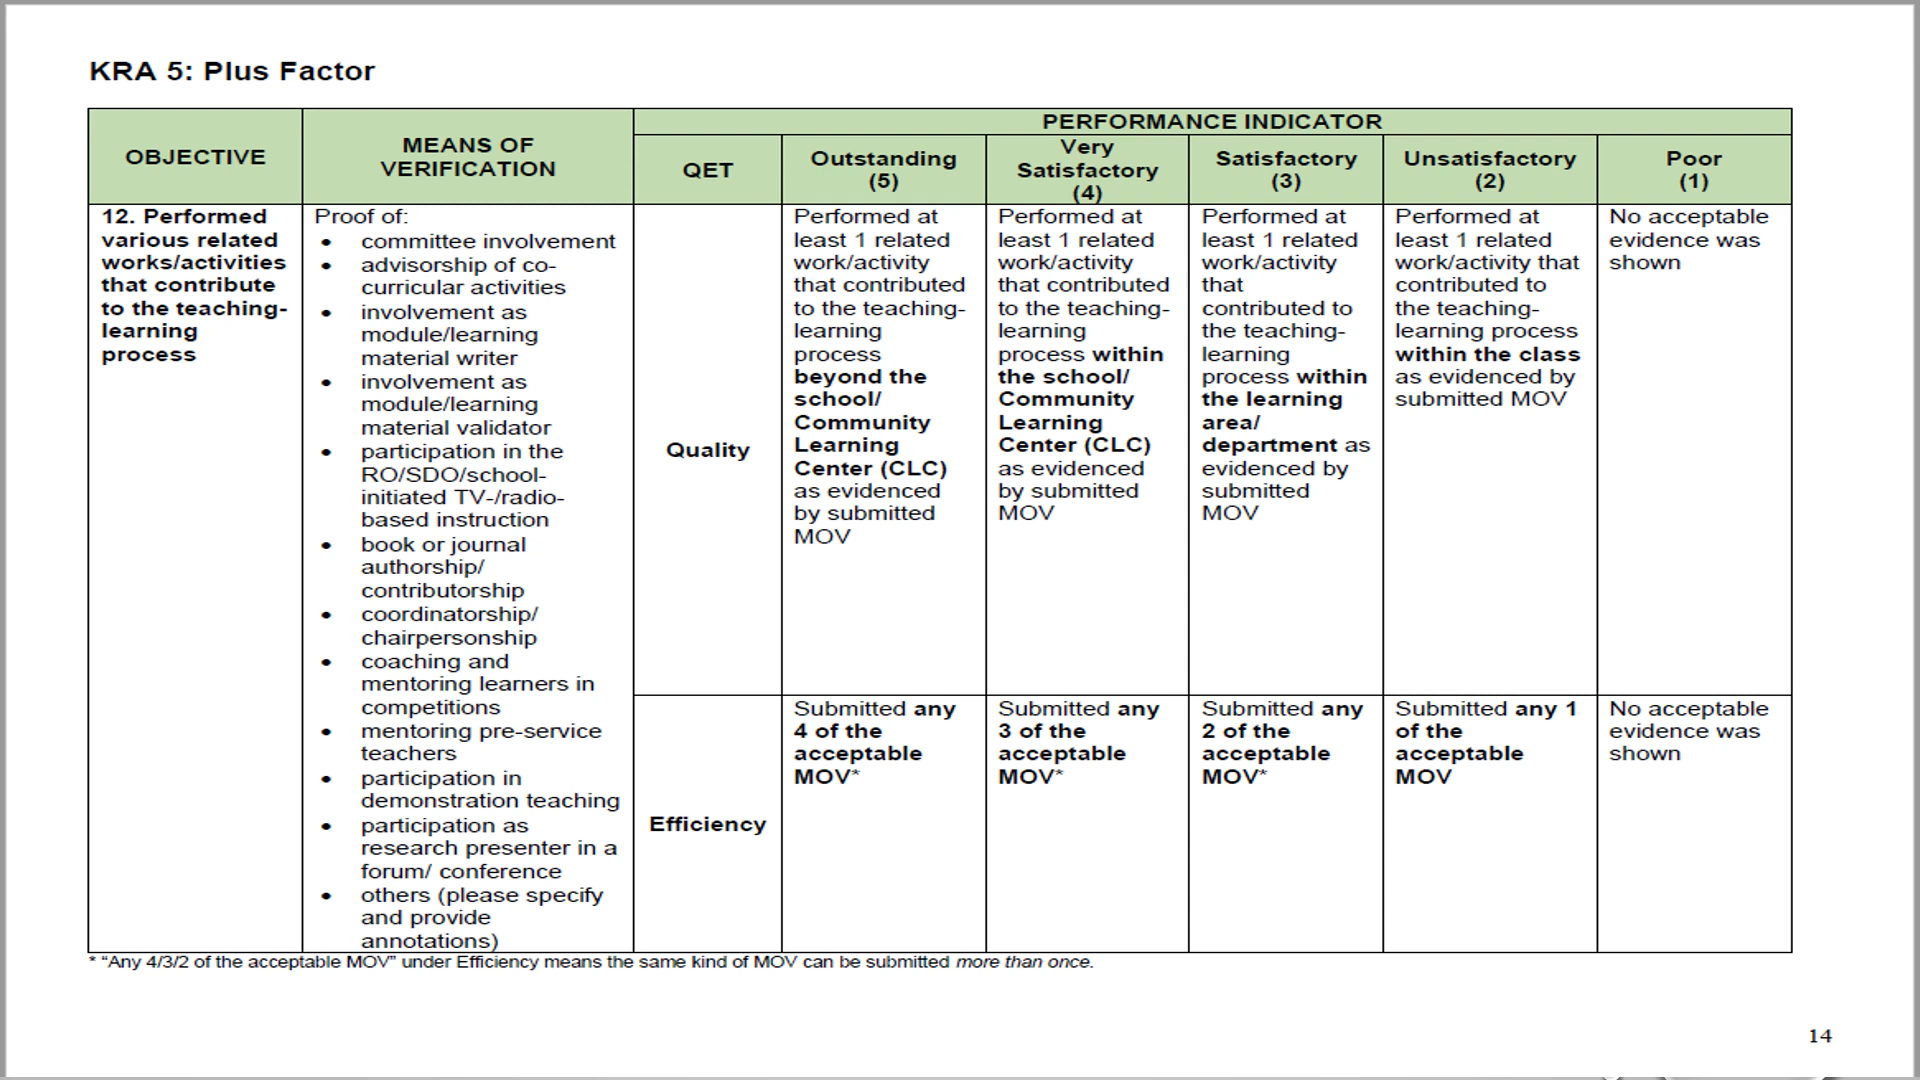 KRA 5: Plus Factor
OBJECTIVE
MEANS OF
VERIFICATION
PERFORMANCE INDICATOR
QET
Outstanding
(5)
Very
Satisfactory
(4)
Satisfactory
(3)
Unsatisfactory
(2)
Poor
(1)
12. Performed
various related
works/activities
that contribute
to the teaching-
learning
process
Proof of:
• committee involvement
• advisorship of co-
curricular activities
• involvement as
module/learning
material writer
• involvement as
module/learning
material validator
• participation in the
RO/SDO/school-
initiated TV-/radio-
based instruction
• book or journal
authorship/
contributorship
• coordinatorship/
chairpersonship
• coaching and
mentoring learners in
competitions
• mentoring pre-service
teachers
• participation in
demonstration teaching
• participation as
research presenter in a
forum/ conference
• others (please specify
and provide
annotations)
Quality
Performed at
least 1 related
work/activity
that contributed
to the teaching-
learning
process
beyond the
school/
Community
Learning
Center (CLC)
as evidenced
by submitted
MOV
Performed at
least 1 related
work/activity
that contributed
to the teaching-
learning
process within
the school/
Community
Learning
Center (CLC)
as evidenced
by submitted
MOV
Performed at
least 1 related
work/activity
that
contributed to
the teaching-
learning
process within
the learning
area/
department as
evidenced by
submitted
MOV
Performed at
least 1 related
work/activity that
contributed to
the teaching-
learning process
within the class
as evidenced by
submitted MOV
No acceptable
evidence was
shown
Efficiency
Submitted any
4 of the
acceptable
MOV*
Submitted any
3 of the
acceptable
MOV*
Submitted any
2 of the
acceptable
MOV*
Submitted any 1
of the
acceptable
MOV
No acceptable
evidence was
shown
* “Any 4/3/2 of the acceptable MOV” under Efficiency means the same kind of MOV can be submitted more than once.
14